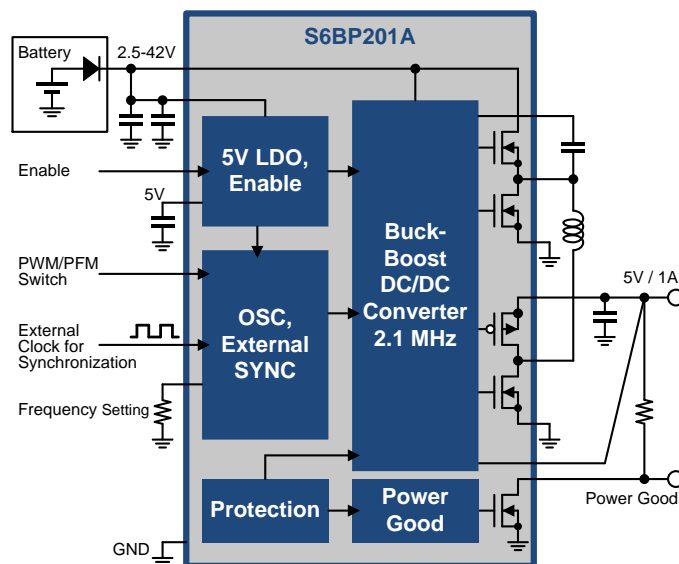 S6BP201A
Battery
2.5-42V
5V LDO,
Enable
Enable
5V
Buck-
Boost
DC/DC
Converter
2.1 MHz
PWM/PFM
Switch
5V / 1A
OSC,
External
SYNC
External
Clock for
Synchronization
Frequency Setting
Protection
Power
Good
Power Good
GND